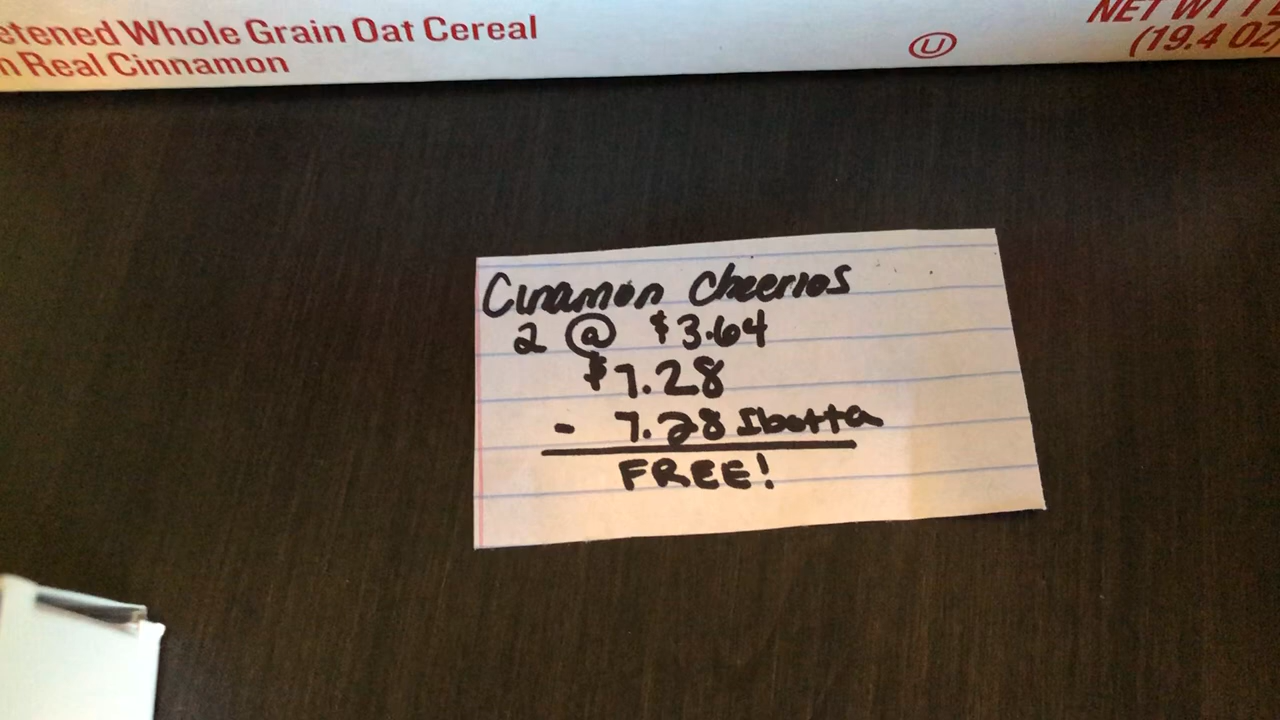 etened Whole Grain Oat Cereal
n Real Cinnamon
U
NET WT 1
(19.4 OZ)
Cinamon Cheerios
2 @ $3.64
$7.28
- 7.28 Ibotta
FREE!